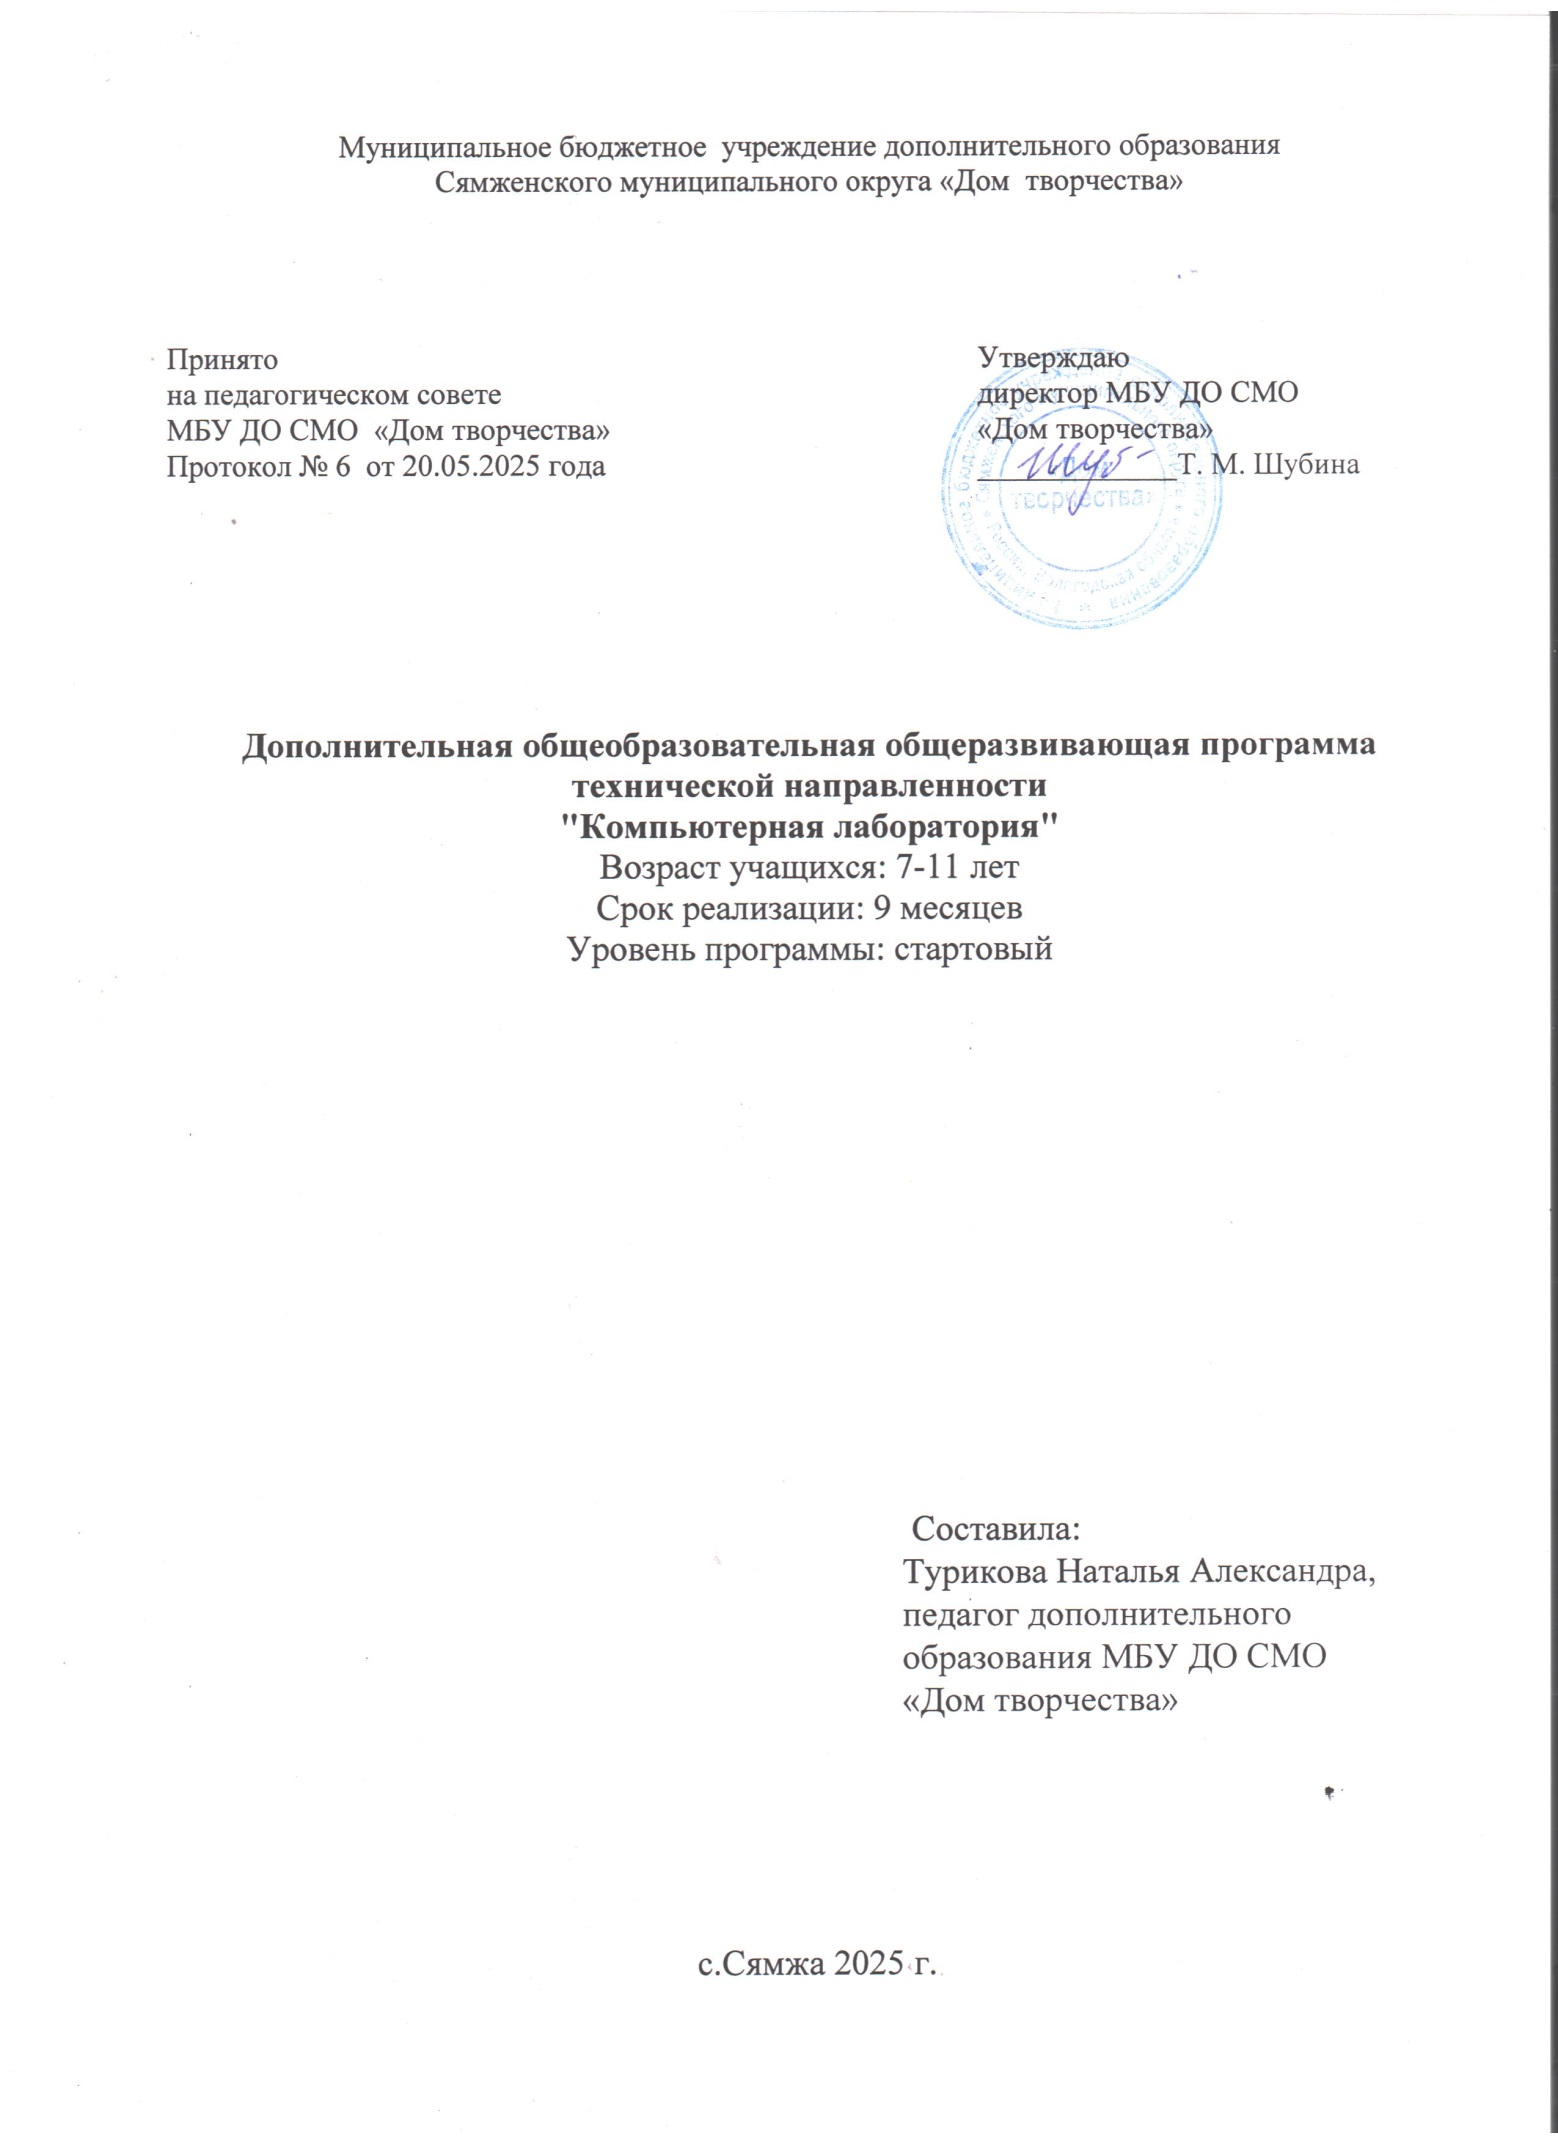 Муниципальное бюджетное учреждение дополнительного образования
Сямженского муниципального округа «Дом творчества»
Принято
на педагогическом совете
МБУ ДО СМО «Дом творчества»
Протокол № 6 от 20.05.2025 года
Утверждаю
директор МБУ ДО СМО
«Дом творчества»
Т. М. Шубина
творчества»
Дополнительная общеобразовательная общеразвивающая программа
технической направленности
"Компьютерная лаборатория"
Возраст учащихся: 7-11 лет
Срок реализации: 9 месяцев
Уровень программы: стартовый
Составила:
Турикова Наталья Александра,
педагог дополнительного
образования МБУ ДО СМО
«Дом творчества»
с.Сямжа 2025 г.